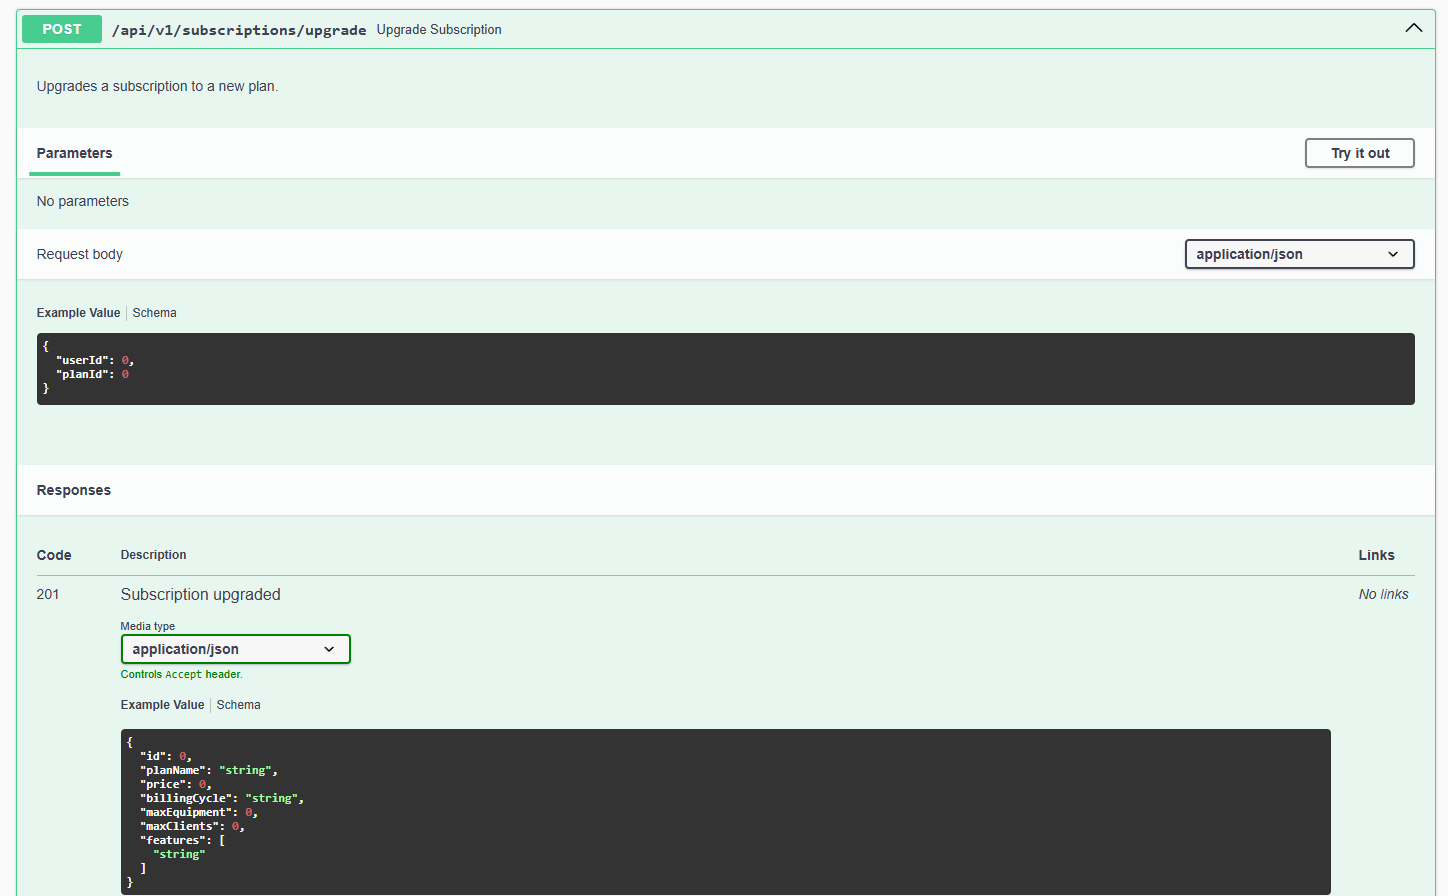 POST /api/v1/subscriptions/upgrade Upgrade Subscription
Upgrades a subscription to a new plan.
Parameters
Try it out
No parameters
Request body
application/json
Example Value | Schema
{
  "userId": 0,
  "planId": 0
}
Responses
Code Description Links
201 Subscription upgraded No links
Media type
application/json
Controls Accept header.
Example Value | Schema
{
  "id": 0,
  "planName": "string",
  "price": 0,
  "billingCycle": "string",
  "maxEquipment": 0,
  "maxClients": 0,
  "features": [
    "string"
  ]
}